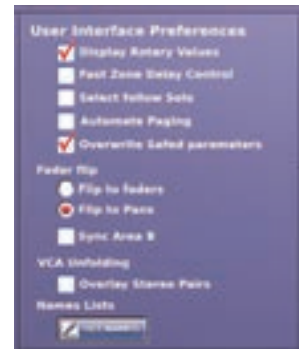 User Interface Preferences
Display Rotary Values
Fast Zone Delay Control
Select Follow Solo
Automate Paging
Overwrite Safed parameters
Fader flip
Flip to faders
Flip to Pans
Sync Area B
VCA Unfolding
Overlay Stereo Pairs
Names Lists